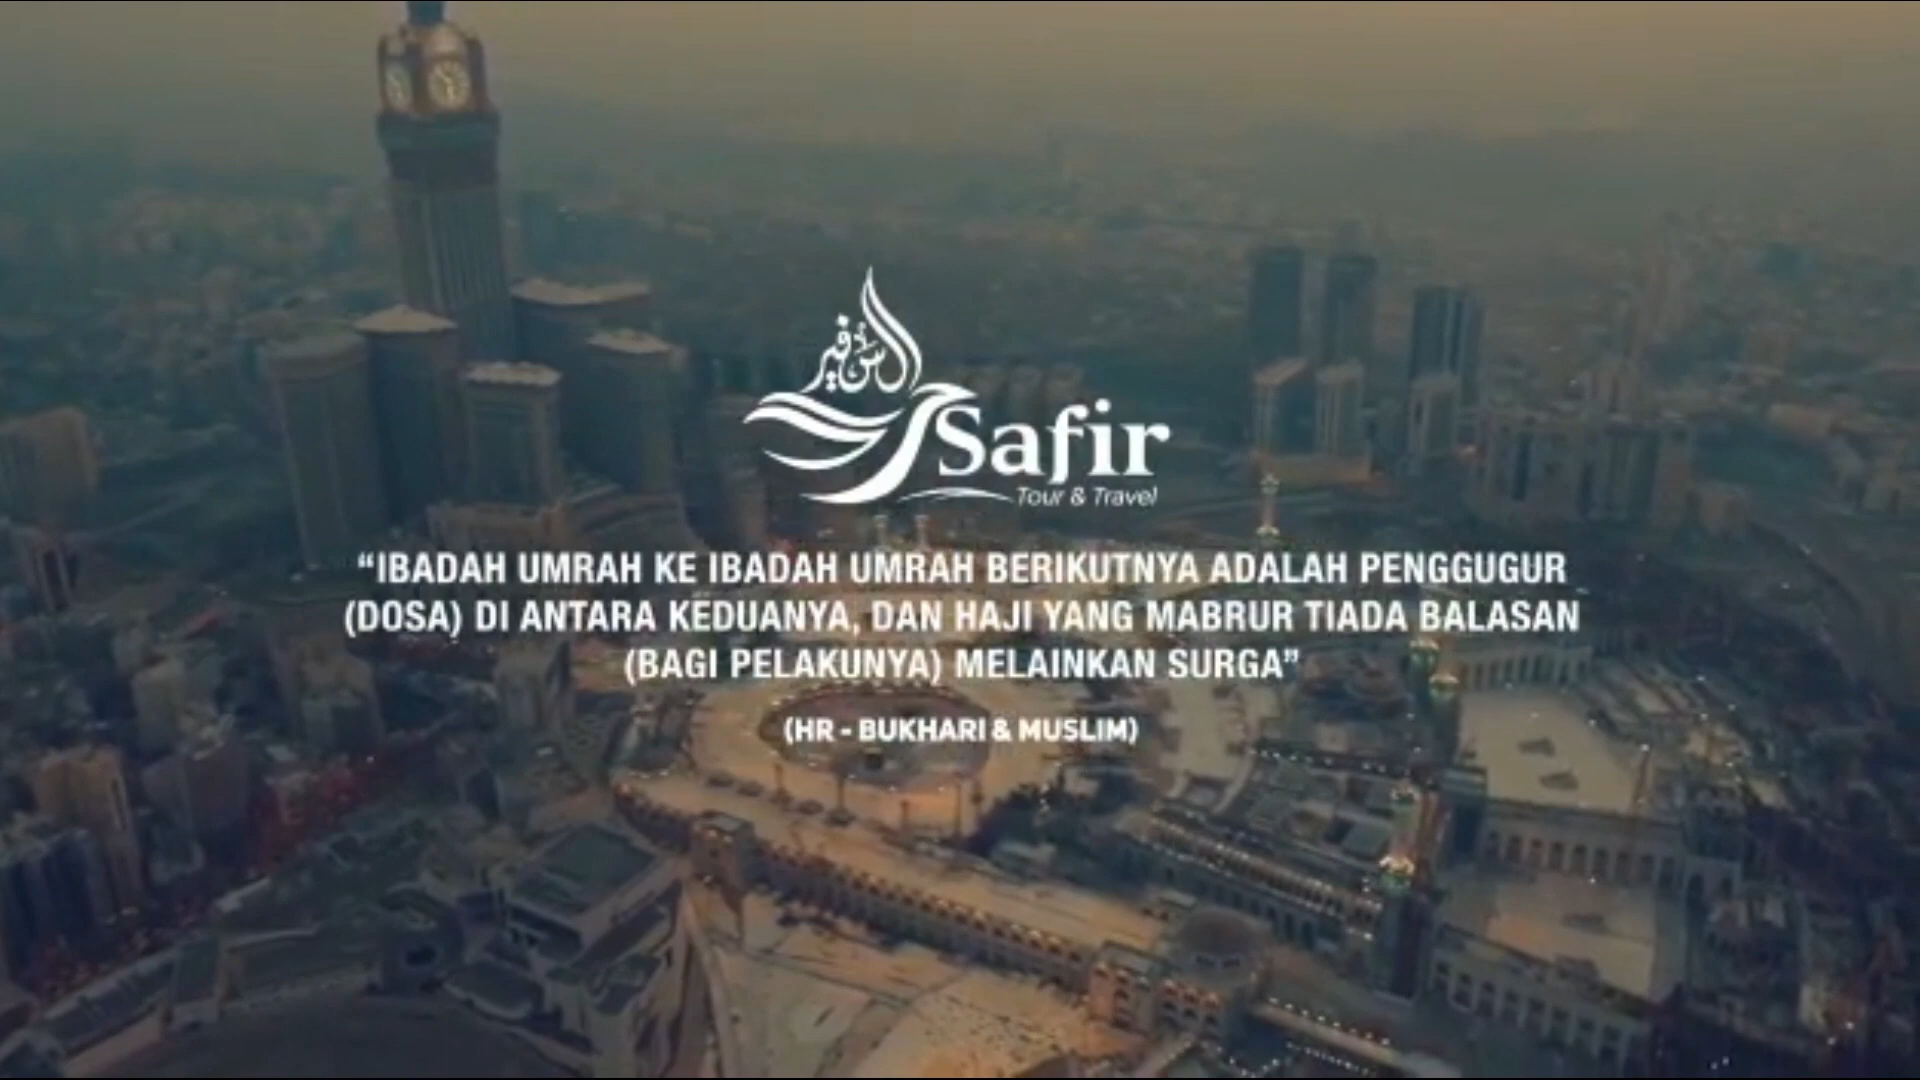 السفير
Safir
Tour & Travel
“IBADAH UMRAH KE IBADAH UMRAH BERIKUTNYA ADALAH PENGGUGUR
(DOSA) DI ANTARA KEDUANYA, DAN HAJI YANG MABRUR TIADA BALASAN
(BAGI PELAKUNYA) MELAINKAN SURGA”
(HR - BUKHARI & MUSLIM)